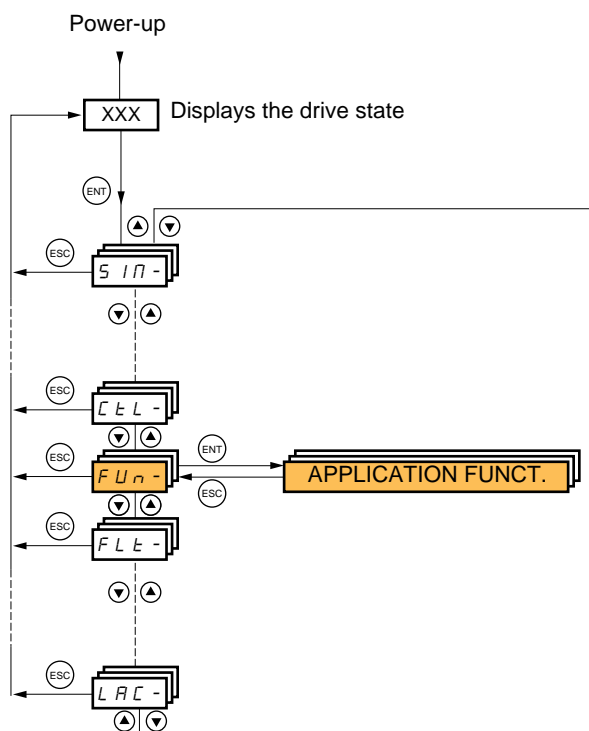 Power-up
XXX Displays the drive state
ENT
ESC
SIM-
ESC
CtL-
ESC
ENT
FUn-
APPLICATION FUNCT.
ESC
ESC
FLt-
ESC
LAC-